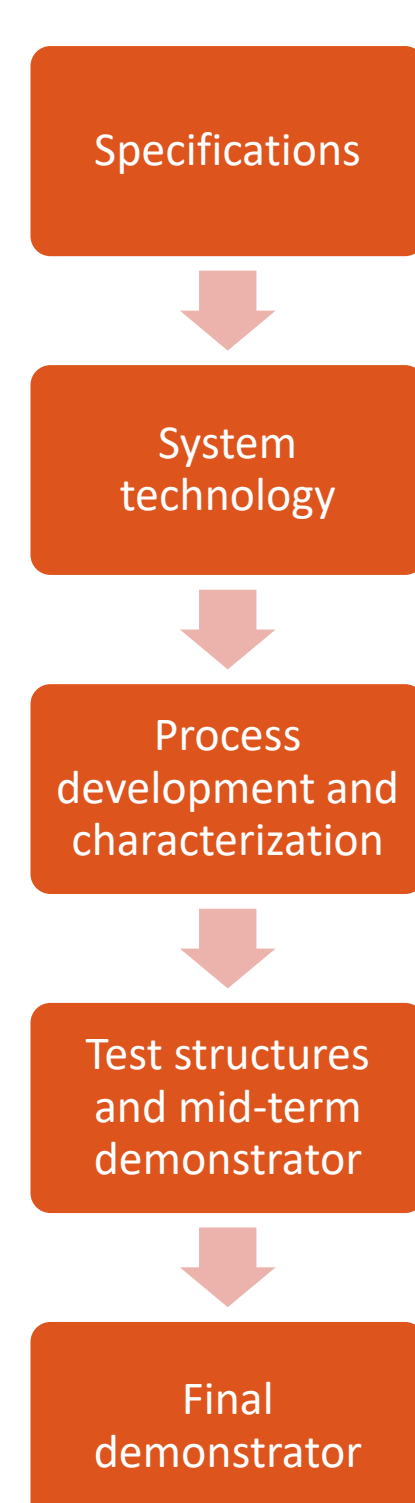 Specifications
System
technology
Process
development and
characterization
Test structures
and mid-term
demonstrator
Final
demonstrator